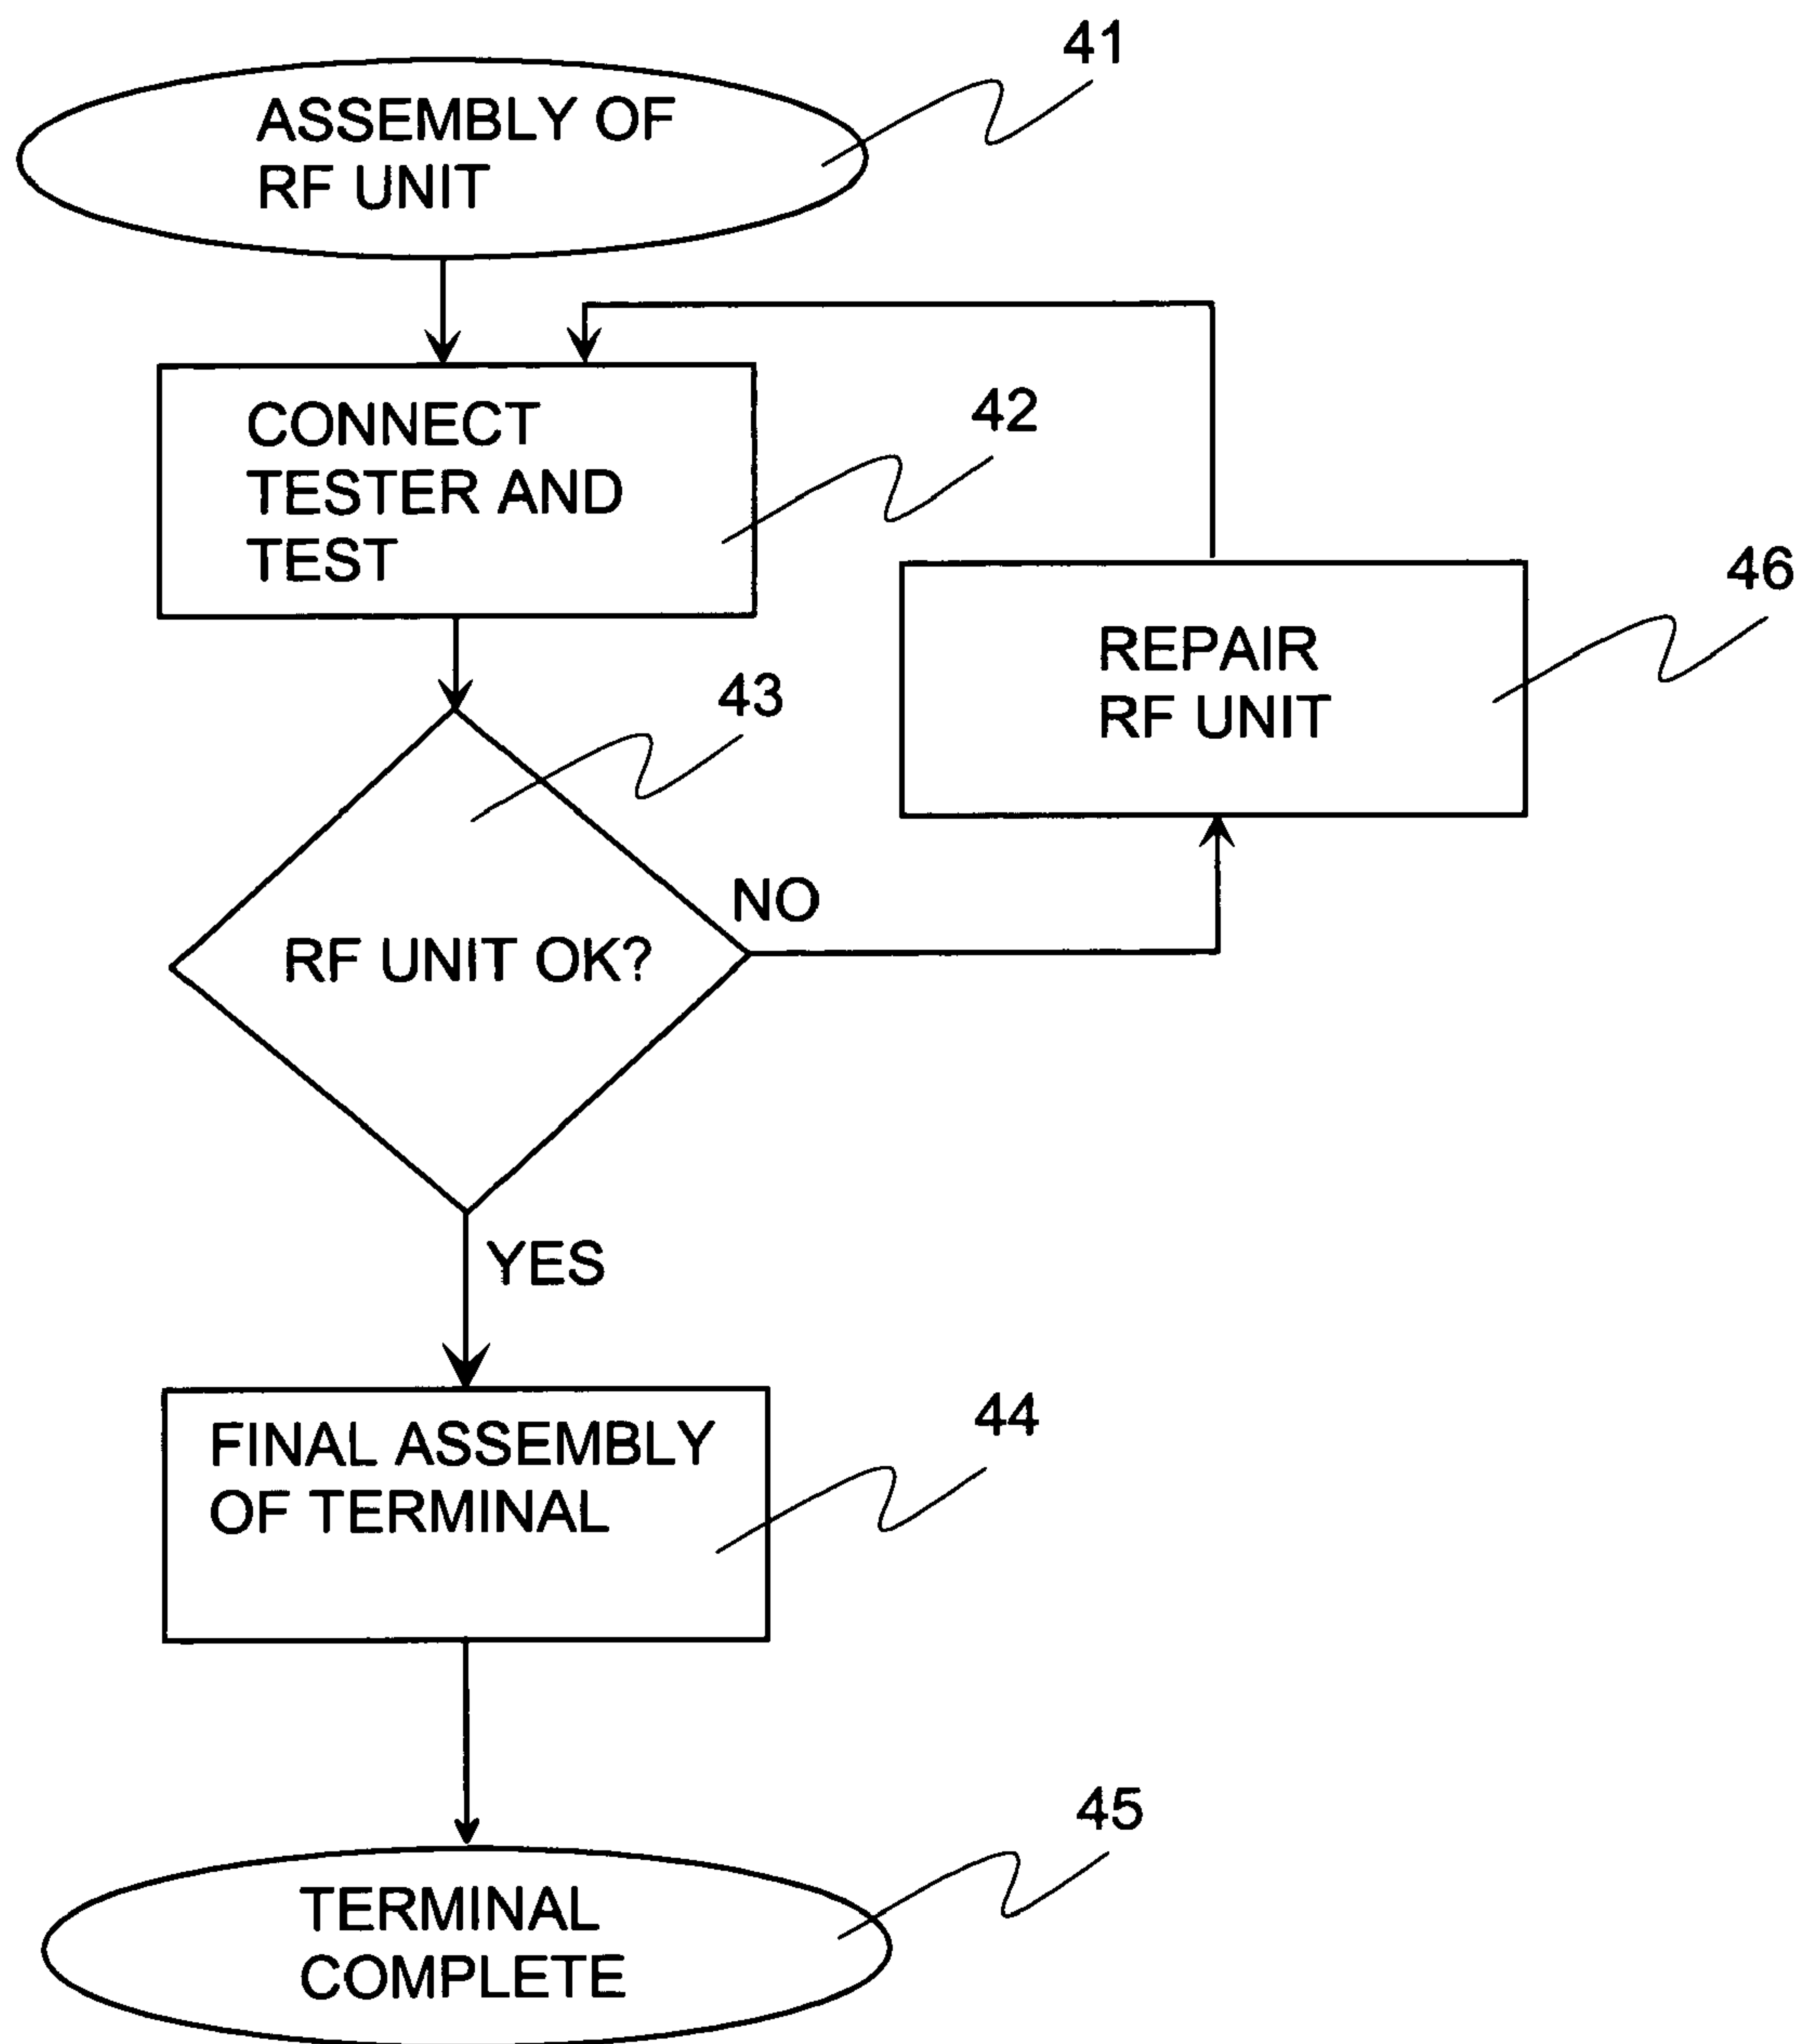 41
ASSEMBLY OF
RF UNIT
42
CONNECT
TESTER AND
TEST
46
REPAIR
RF UNIT
43
NO
RF UNIT OK?
YES
44
FINAL ASSEMBLY
OF TERMINAL
45
TERMINAL
COMPLETE